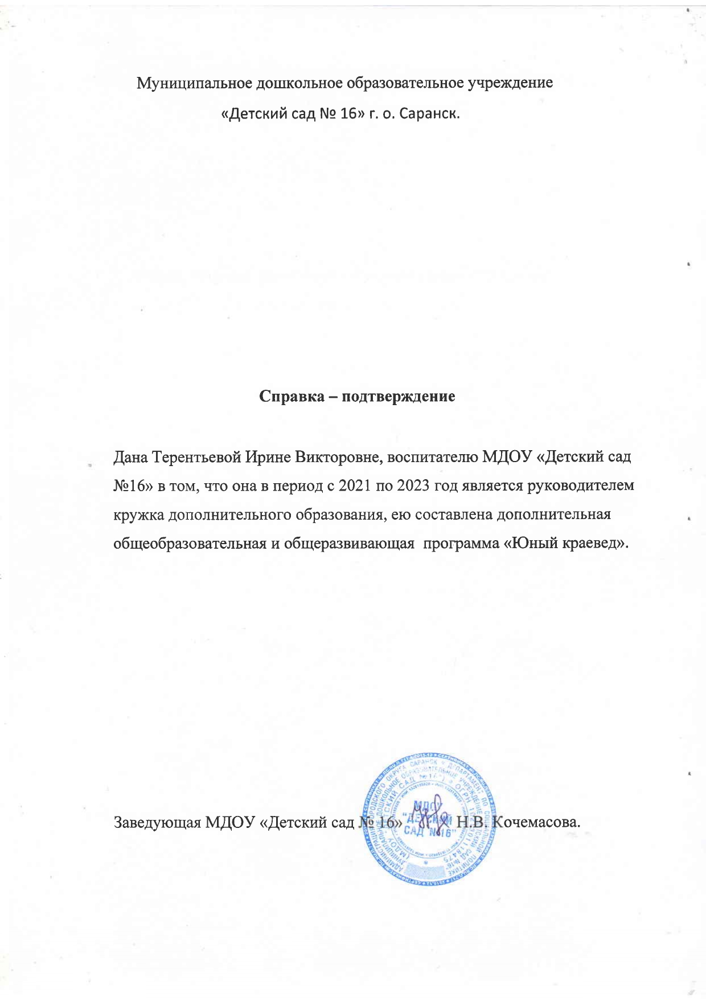 Муниципальное дошкольное образовательное учреждение
«Детский сад № 16» г. о. Саранск.
Справка – подтверждение
Дана Терентьевой Ирине Викторовне, воспитателю МДОУ «Детский сад
№16» в том, что она в период с 2021 по 2023 год является руководителем
кружка дополнительного образования, ею составлена дополнительная
общеобразовательная и общеразвивающая программа «Юный краевед».
Заведующая МДОУ «Детский сад № 16» Н.В. Кочемасова.
МДОУ
"ДЕТСКИЙ
САД №16"